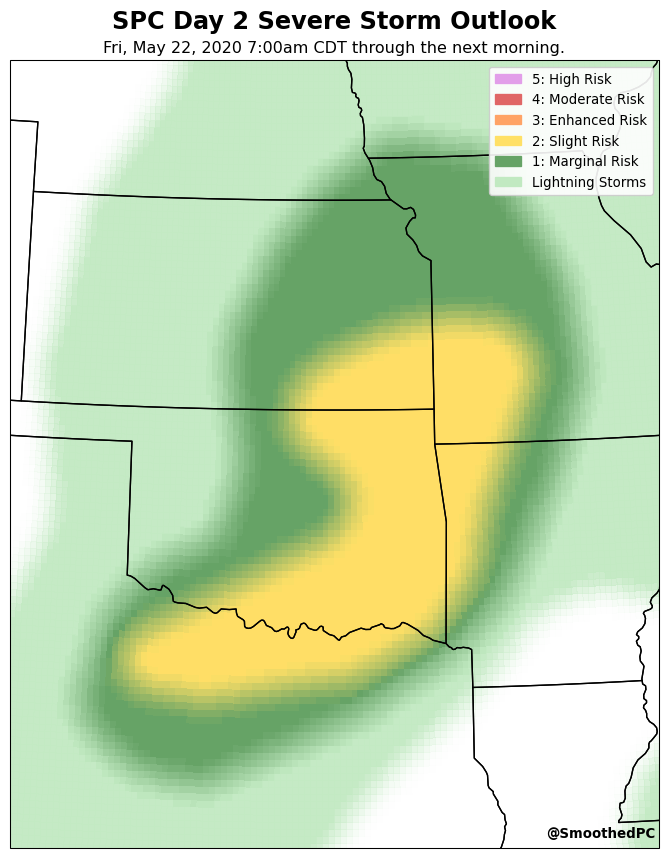 SPC Day 2 Severe Storm Outlook
Fri, May 22, 2020 7:00am CDT through the next morning.
5: High Risk
4: Moderate Risk
3: Enhanced Risk
2: Slight Risk
1: Marginal Risk
Lightning Storms
@SmoothedPC